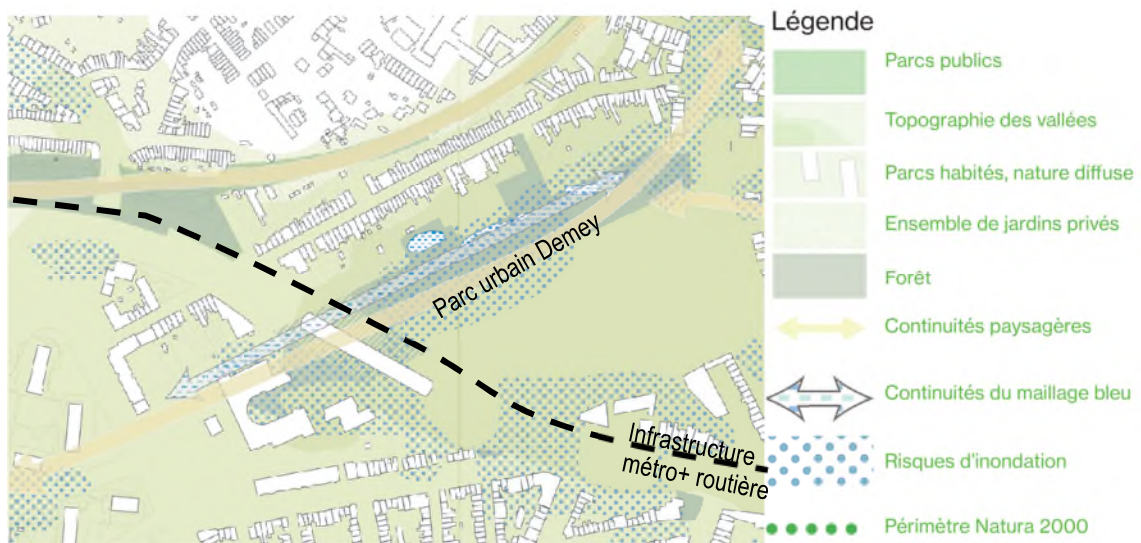 Légende
Parcs publics
Topographie des vallées
Parcs habités, nature diffuse
Ensemble de jardins privés
Forêt
Continuités paysagères
Continuités du maillage bleu
Risques d'inondation
Périmètre Natura 2000
Parc urbain Demey
Infrastructure
métro+ routière